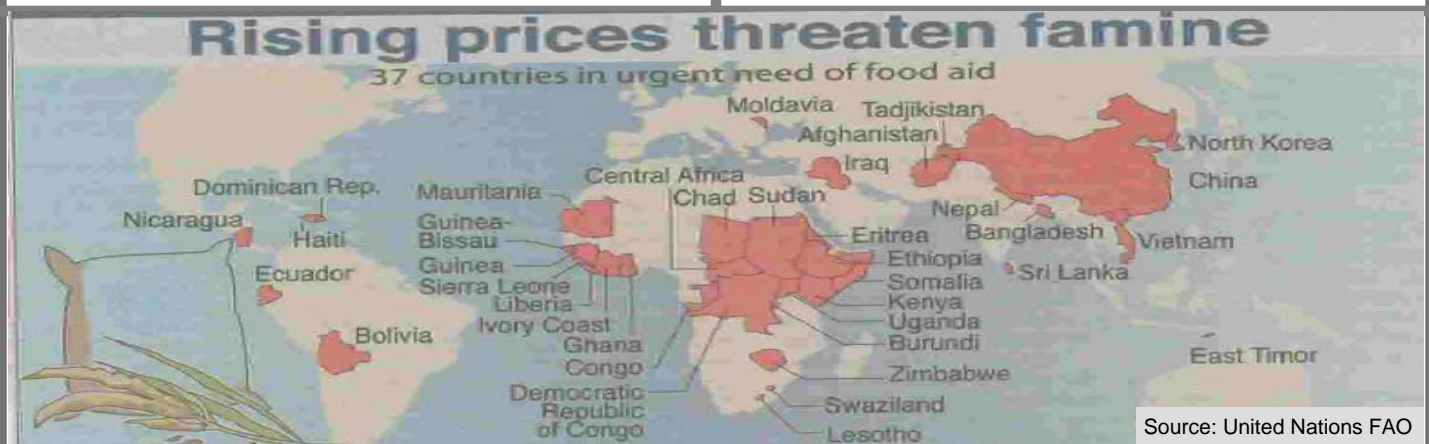 Rising prices threaten famine
37 countries in urgent need of food aid
Moldavia
Tadjikistan
Afghanistan
North Korea
Iraq
China
Central Africa
Dominican Rep.
Mauritania
Chad
Sudan
Nicaragua
Haiti
Guinea-
Bissau
Nepal
Bangladesh
Vietnam
Eritrea
Ethiopia
Guinea
Sri Lanka
Ecuador
Sierra Leone
Somalia
Liberia
Kenya
Ivory Coast
Uganda
Bolivia
Ghana
Burundi
East Timor
Congo
Zimbabwe
Democratic
Republic
of Congo
Swaziland
Lesotho
Source: United Nations FAO